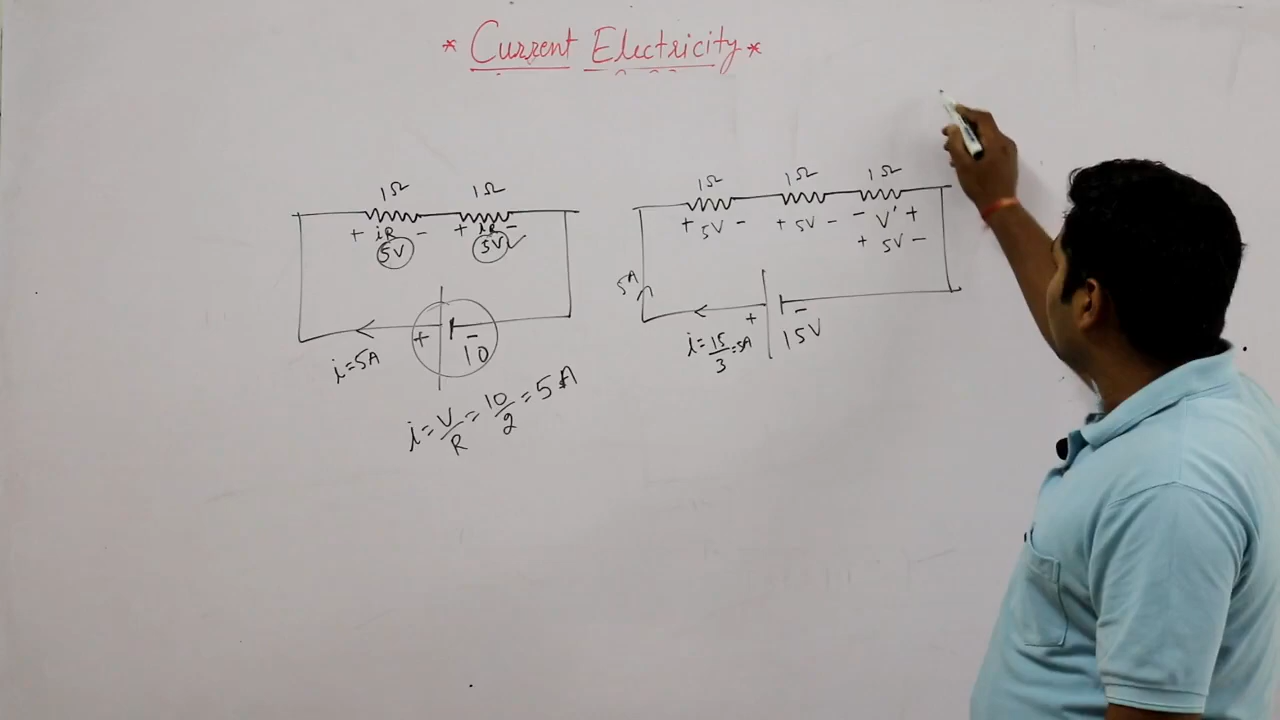 * Current Electricity *
1Ω 1Ω
+ iR - + iR -
5V 5V ✓
+ - 10
i=5A
i=V/R=10/2=5A
1Ω 1Ω 1Ω
+ 5V - + 5V - - V' +
+ 5V -
5A
+ - 15V
i=15/3=5A